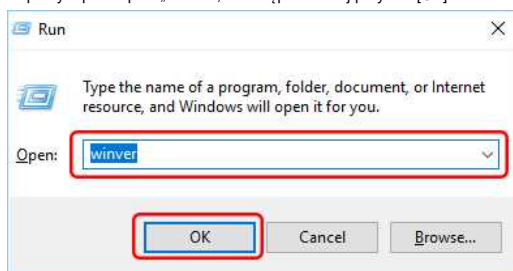 Run
Type the name of a program, folder, document, or Internet
resource, and Windows will open it for you.
Open: winver
OK Cancel Browse...